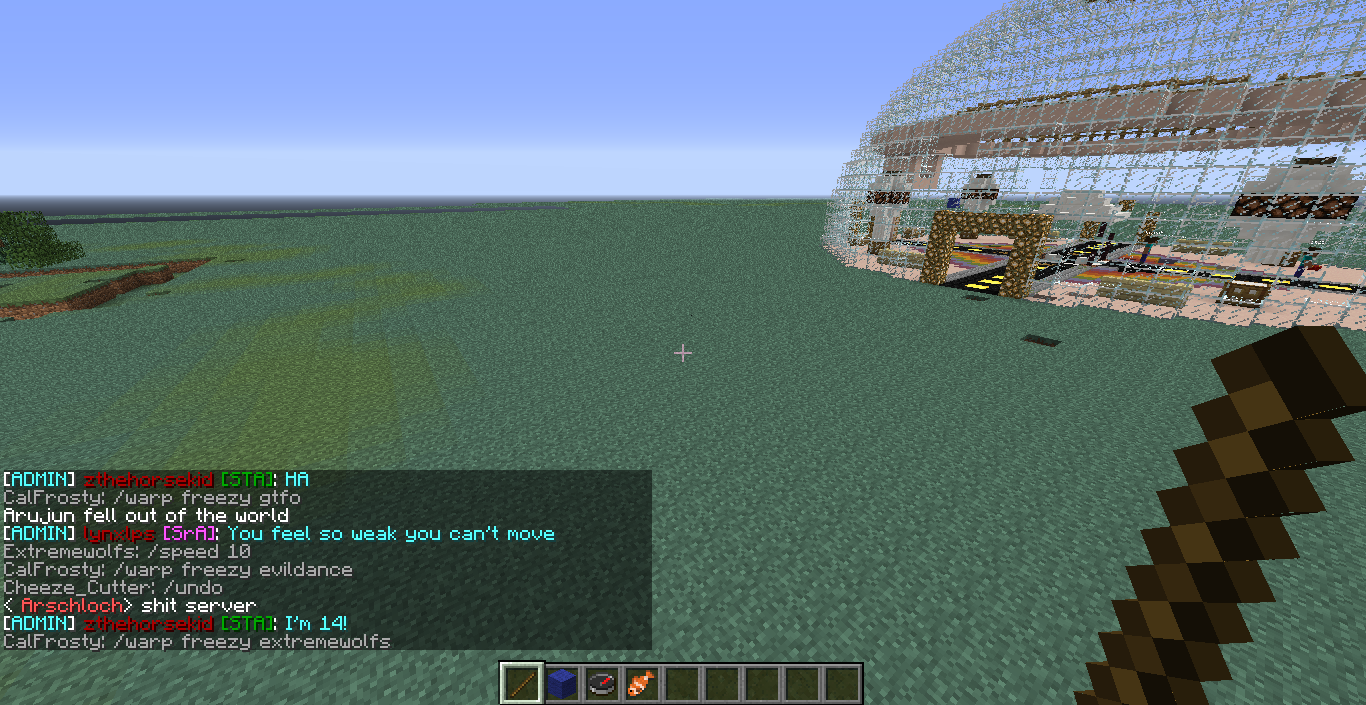 [ADMIN] zthehorsekid [STA]: HA
CalFrosty: /warp freezy gtfo
Arujun fell out of the world
[ADMIN] lynxlps [SrA]: You feel so weak you can't move
Extremewolfs: /speed 10
CalFrosty: /warp freezy evildance
Cheeze_Cutter: /undo
< Arschloch> shit server
[ADMIN] zthehorsekid [STA]: I'm 14!
CalFrosty: /warp freezy extremewolfs